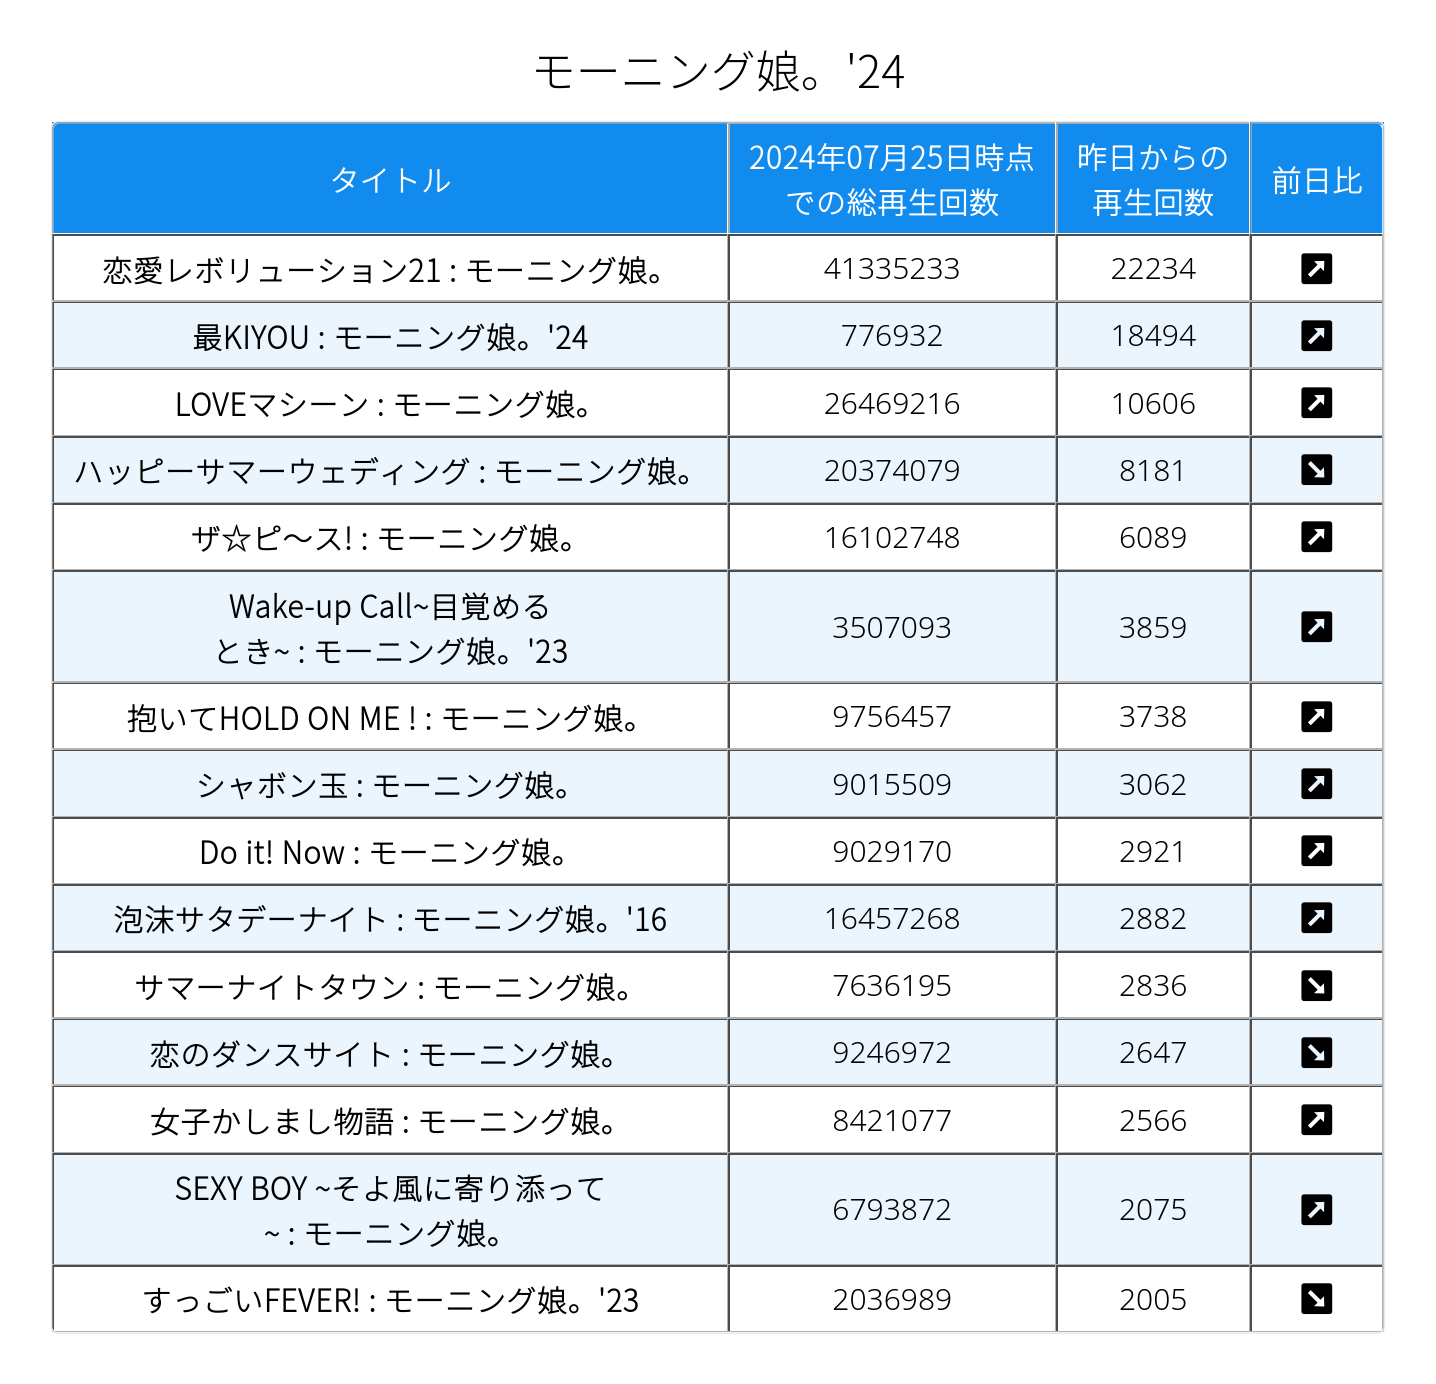 モーニング娘。'24
タイトル
2024年07月25日時点
での総再生回数
昨日からの
再生回数
前日比
恋愛レボリューション21 : モーニング娘。 41335233 22234
最KIYOU : モーニング娘。'24 776932 18494
LOVEマシーン : モーニング娘。 26469216 10606
ハッピーサマーウェディング : モーニング娘。 20374079 8181
ザ☆ピ〜ス! : モーニング娘。 16102748 6089
Wake-up Call~目覚める
とき~ : モーニング娘。'23 3507093 3859
抱いてHOLD ON ME ! : モーニング娘。 9756457 3738
シャボン玉 : モーニング娘。 9015509 3062
Do it! Now : モーニング娘。 9029170 2921
泡沫サタデーナイト : モーニング娘。'16 16457268 2882
サマーナイトタウン : モーニング娘。 7636195 2836
恋のダンスサイト : モーニング娘。 9246972 2647
女子かしまし物語 : モーニング娘。 8421077 2566
SEXY BOY ~そよ風に寄り添って
~ : モーニング娘。 6793872 2075
すっごいFEVER! : モーニング娘。'23 2036989 2005